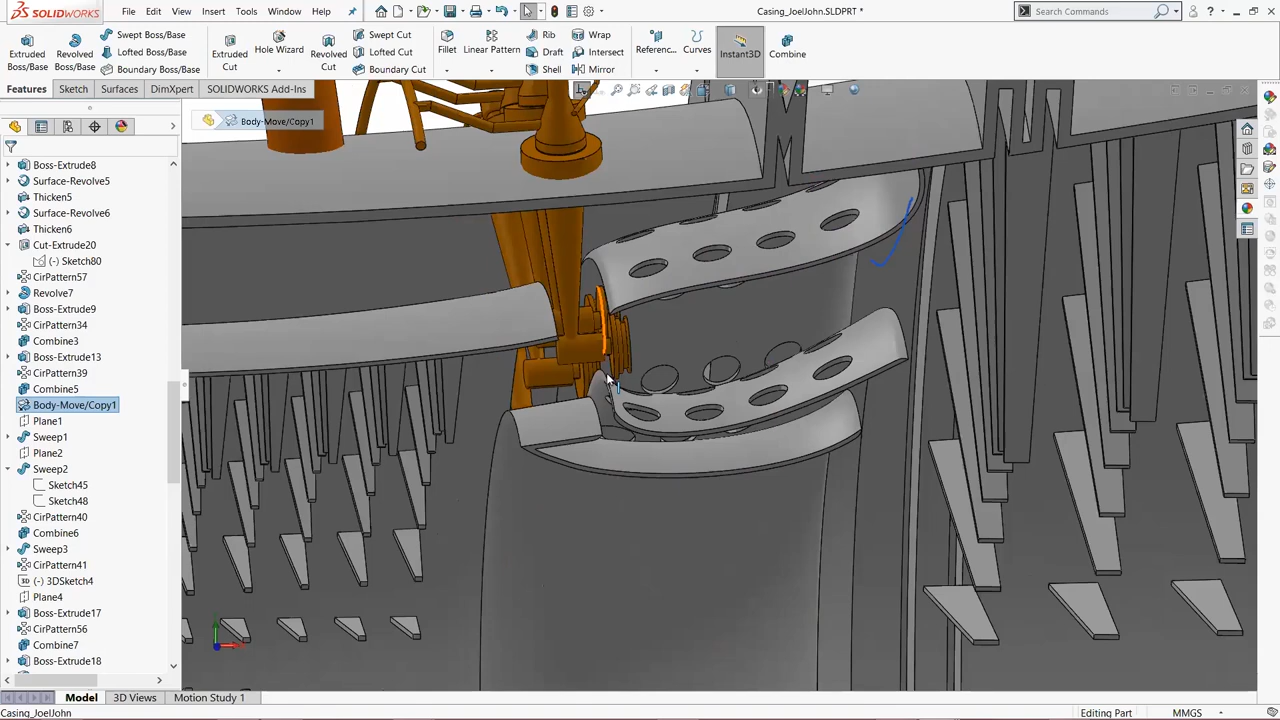 SOLIDWORKS File Edit View Insert Tools Window Help Casing_JoelJohn.SLDPRT * Search Commands
Extruded Boss/Base
Revolved Boss/Base
Swept Boss/Base
Lofted Boss/Base
Boundary Boss/Base
Extruded Cut
Hole Wizard
Revolved Cut
Swept Cut
Lofted Cut
Boundary Cut
Fillet
Linear Pattern
Rib
Draft
Shell
Wrap
Intersect
Mirror
Referenc...
Curves
Instant3D
Combine
Features Sketch Surfaces DimXpert SOLIDWORKS Add-Ins
Body-Move/Copy1
Boss-Extrude8
Surface-Revolve5
Thicken5
Surface-Revolve6
Thicken6
Cut-Extrude20
(-) Sketch80
CirPattern57
Revolve7
Boss-Extrude9
CirPattern34
Combine3
Boss-Extrude13
CirPattern39
Combine5
Body-Move/Copy1
Plane1
Sweep1
Plane2
Sweep2
Sketch45
Sketch48
CirPattern40
Combine6
Sweep3
CirPattern41
3D (-) 3DSketch4
Plane4
Boss-Extrude17
CirPattern56
Combine7
Boss-Extrude18
Model 3D Views Motion Study 1
Casing_JoelJohn Editing Part MMGS